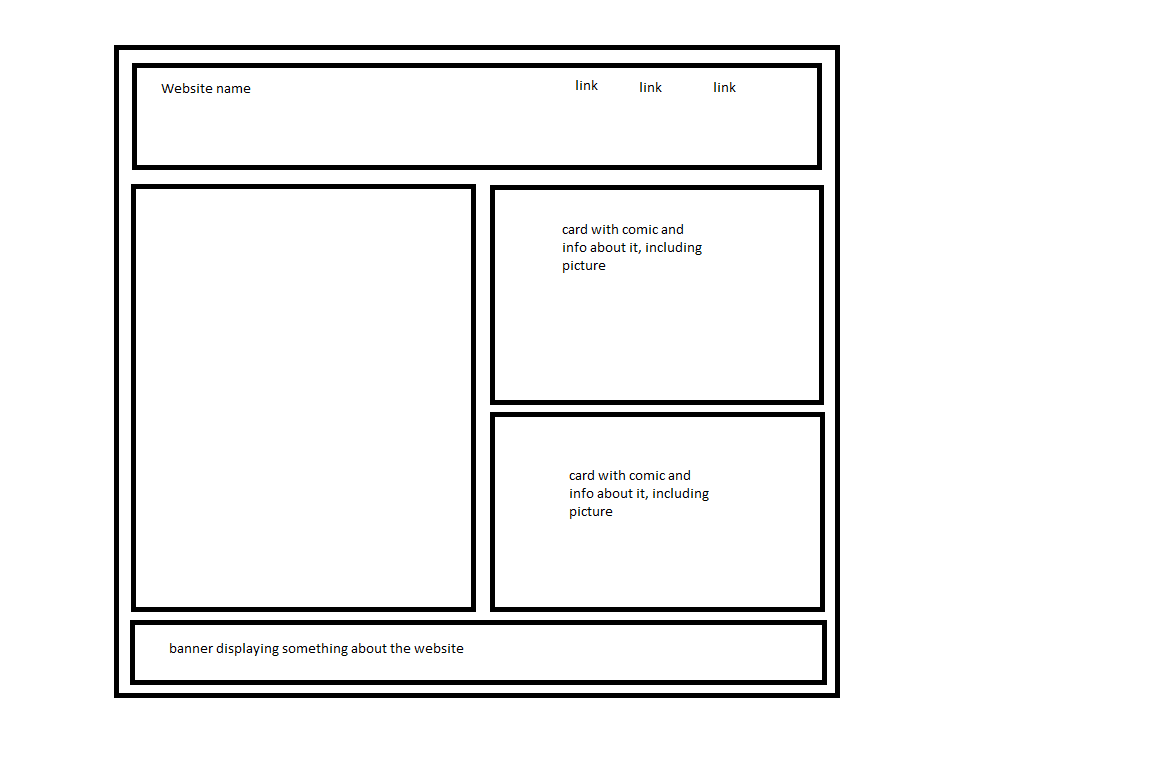 Website name
link
link
link
card with comic and
info about it, including
picture
card with comic and
info about it, including
picture
banner displaying something about the website